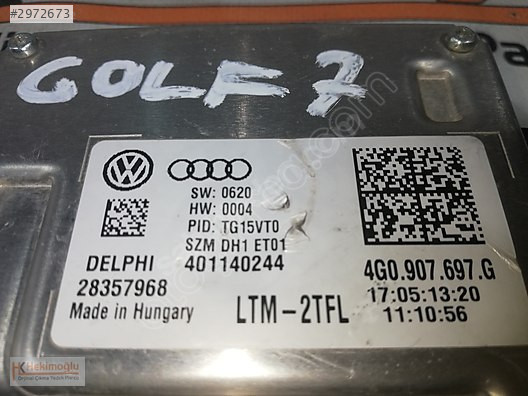 #2972673
GOLF 7
SW: 0620
HW: 0004
PID: TG15VT0
SZM DH1 ET01
DELPHI 401140244
28357968
Made in Hungary
LTM-2TFL
4G0.907.697.G
17:05:13:20
11:10:56
HK Hekimoğlu